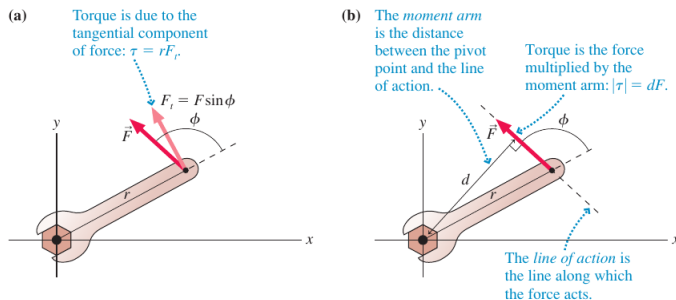 (a)
Torque is due to the
tangential component
of force: τ = rFₜ.
Fₜ = F sin ϕ
ϕ
y
F⃗
r
x
(b)
The moment arm
is the distance
between the pivot
point and the line
of action.
Torque is the force
multiplied by the
moment arm: |τ| = dF.
y
F⃗
ϕ
d
r
x
The line of action is
the line along which
the force acts.